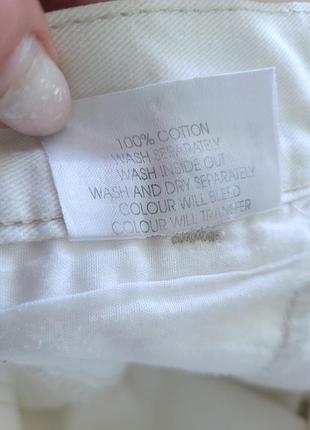 100% COTTON
WASH SEPARATELY
WASH INSIDE OUT
WASH AND DRY SEPARATELY
COLOUR WILL BLEED
COLOUR WILL TRANSFER